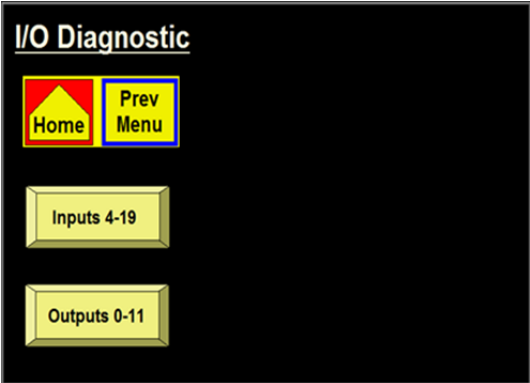 I/O Diagnostic
Home
Prev
Menu
Inputs 4-19
Outputs 0-11